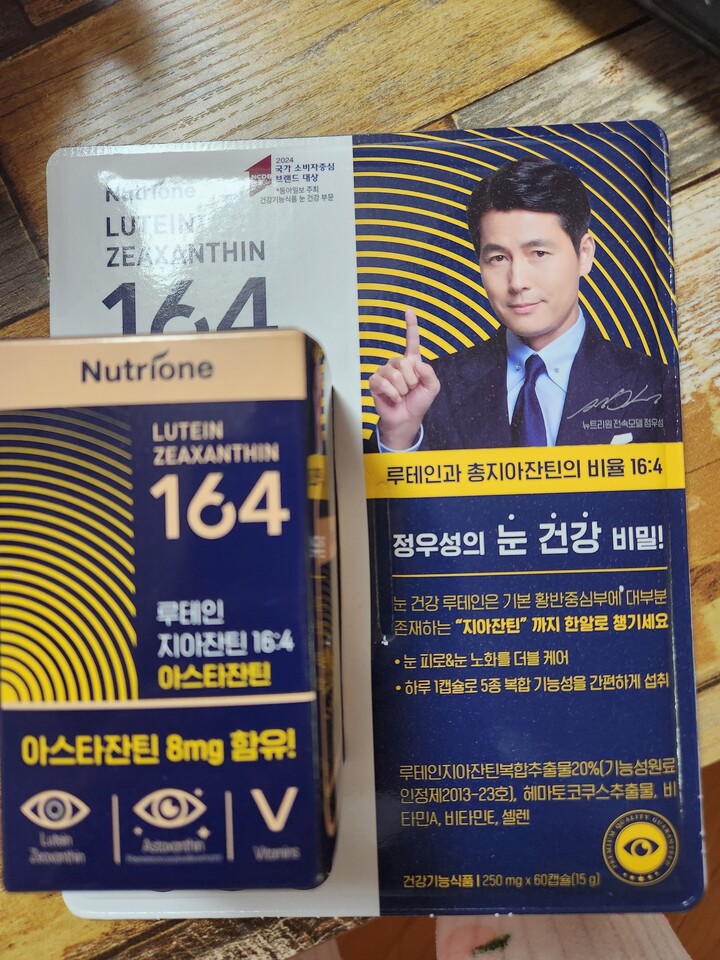 2024
국가 소비자중심
브랜드 대상
*동아일보 주최
건강기능식품 눈 건강 부문
Nutrione
LUTEIN
ZEAXANTHIN
164
뉴트리원 전속모델 정우성
루테인과 총지아잔틴의 비율 16:4
정우성의 눈 건강 비밀!
눈 건강 루테인은 기본 황반중심부에 대부분
존재하는 “지아잔틴” 까지 한알로 챙기세요
• 눈 피로&눈 노화를 더블 케어
• 하루 1캡슐로 5종 복합 기능성을 간편하게 섭취
루테인지아잔틴복합추출물20%(기능성원료
인정제2013-23호), 헤마토코쿠스추출물, 비
타민A, 비타민E, 셀렌
PREMIUM QUALITY GUARANTEE
건강기능식품 | 250 mg x 60캡슐(15 g)
Nutrione
LUTEIN
ZEAXANTHIN
164
루테인
지아잔틴 16:4
아스타잔틴
아스타잔틴 8mg 함유!
Lutein
Zeaxanthin
Astaxanthin
V
Vitamins